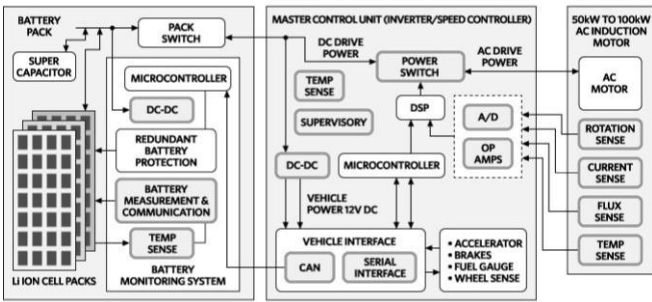 BATTERY
PACK
SUPER
CAPACITOR
PACK
SWITCH
MICROCONTROLLER
DC-DC
REDUNDANT
BATTERY
PROTECTION
BATTERY
MEASUREMENT &
COMMUNICATION
TEMP
SENSE
LI ION CELL PACKS
BATTERY
MONITORING SYSTEM
MASTER CONTROL UNIT (INVERTER/SPEED CONTROLLER)
DC DRIVE
POWER
POWER
SWITCH
AC DRIVE
POWER
TEMP
SENSE
SUPERVISORY
DSP
A/D
OP
AMPS
DC-DC
MICROCONTROLLER
VEHICLE
POWER 12V DC
VEHICLE INTERFACE
CAN
SERIAL
INTERFACE
• ACCELERATOR
• BRAKES
• FUEL GAUGE
• WHEEL SENSE
50kW TO 100kW
AC INDUCTION
MOTOR
AC
MOTOR
ROTATION
SENSE
CURRENT
SENSE
FLUX
SENSE
TEMP
SENSE